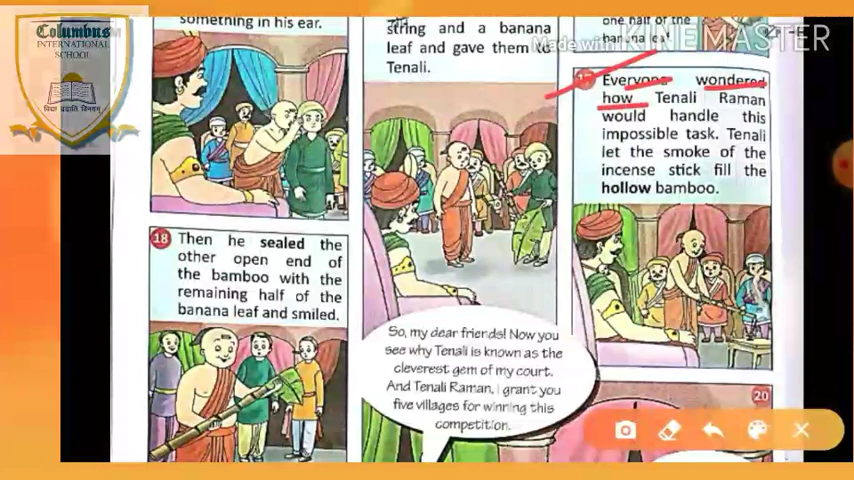 Columbus
INTERNATIONAL
SCHOOL
विद्या ददाति विनयम्
something in his ear.
string and a banana
leaf and gave them to
Tenali.
one half of the
banana leaf.
Made with KINEMASTER
Everyone wondered
how Tenali Raman
would handle this
impossible task. Tenali
let the smoke of the
incense stick fill the
hollow bamboo.
18 Then he sealed the
other open end of
the bamboo with the
remaining half of the
banana leaf and smiled.
So, my dear friends! Now you
see why Tenali is known as the
cleverest gem of my court.
And Tenali Raman, I grant you
five villages for winning this
competition.
20